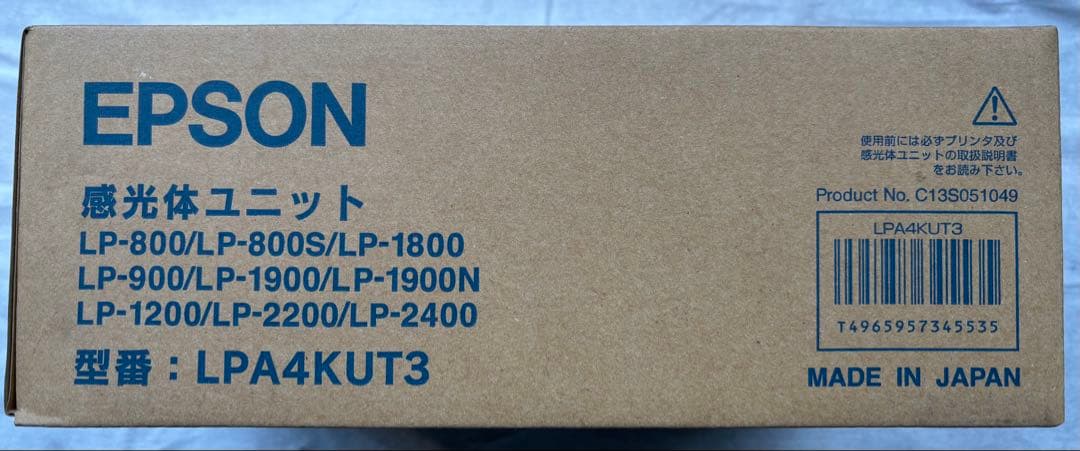 EPSON
感光体ユニット
LP-800/LP-800S/LP-1800
LP-900/LP-1900/LP-1900N
LP-1200/LP-2200/LP-2400
型番：LPA4KUT3
使用前には必ずプリンタ及び
感光体ユニットの取扱説明書
をお読み下さい。
Product No. C13S051049
LPA4KUT3
T4965957345535
MADE IN JAPAN